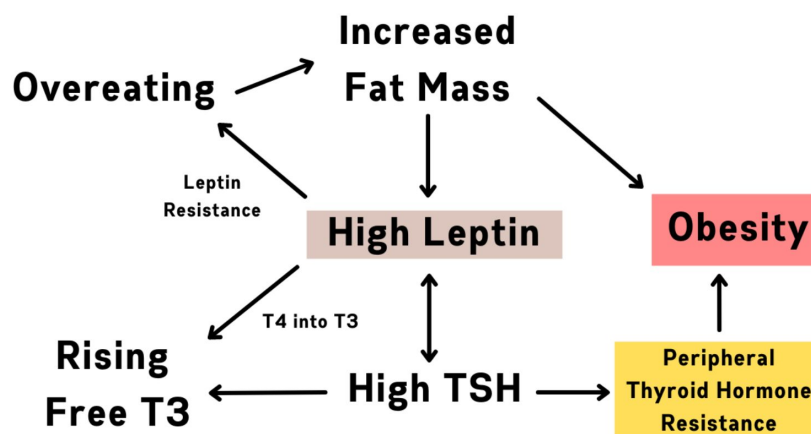 Increased
Fat Mass
Overeating
Leptin
Resistance
High Leptin
Obesity
T4 into T3
Rising
Free T3
High TSH
Peripheral
Thyroid Hormone
Resistance